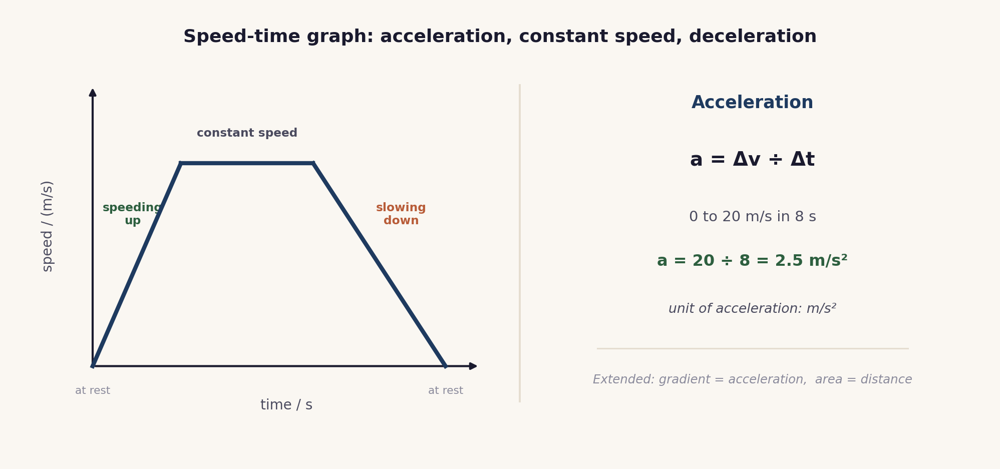 Speed-time graph: acceleration, constant speed, deceleration
speed / (m/s)
constant speed
speeding
up
slowing
down
at rest
at rest
time / s
Acceleration
a = Δv ÷ Δt
0 to 20 m/s in 8 s
a = 20 ÷ 8 = 2.5 m/s²
unit of acceleration: m/s²
Extended: gradient = acceleration,  area = distance